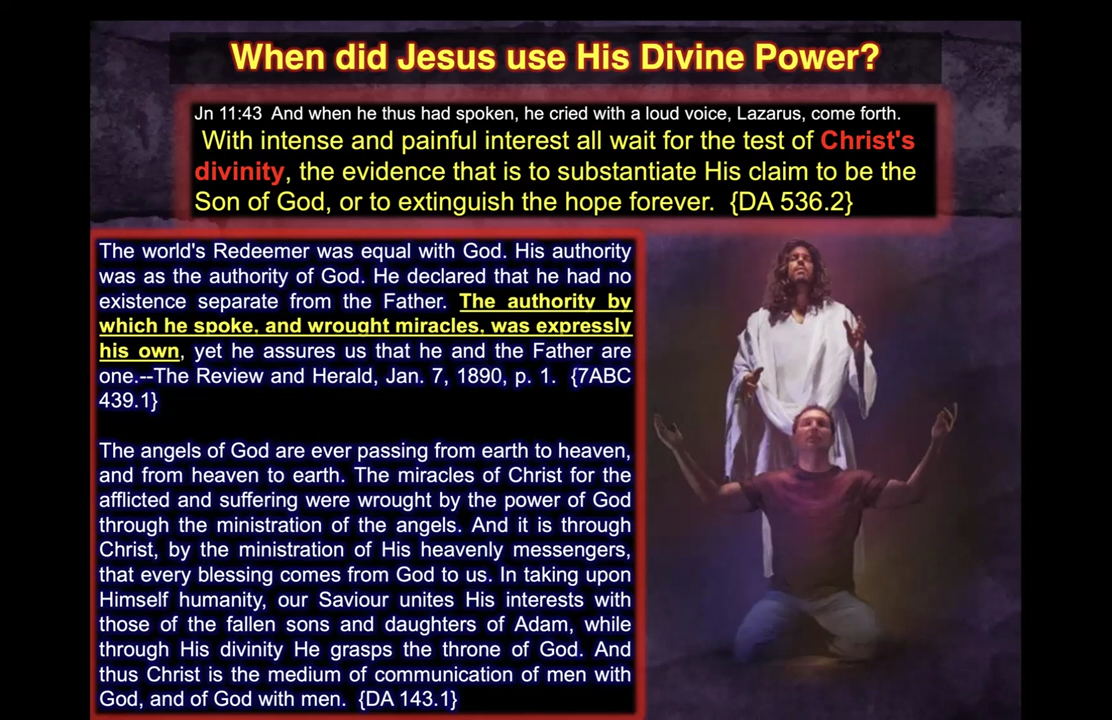 When did Jesus use His Divine Power?
Jn 11:43 And when he thus had spoken, he cried with a loud voice, Lazarus, come forth.
With intense and painful interest all wait for the test of Christ's
divinity, the evidence that is to substantiate His claim to be the
Son of God, or to extinguish the hope forever. {DA 536.2}
The world's Redeemer was equal with God. His authority
was as the authority of God. He declared that he had no
existence separate from the Father. The authority by
which he spoke, and wrought miracles, was expressly
his own, yet he assures us that he and the Father are
one.--The Review and Herald, Jan. 7, 1890, p. 1. {7ABC
439.1}
The angels of God are ever passing from earth to heaven,
and from heaven to earth. The miracles of Christ for the
afflicted and suffering were wrought by the power of God
through the ministration of the angels. And it is through
Christ, by the ministration of His heavenly messengers,
that every blessing comes from God to us. In taking upon
Himself humanity, our Saviour unites His interests with
those of the fallen sons and daughters of Adam, while
through His divinity He grasps the throne of God. And
thus Christ is the medium of communication of men with
God, and of God with men. {DA 143.1}